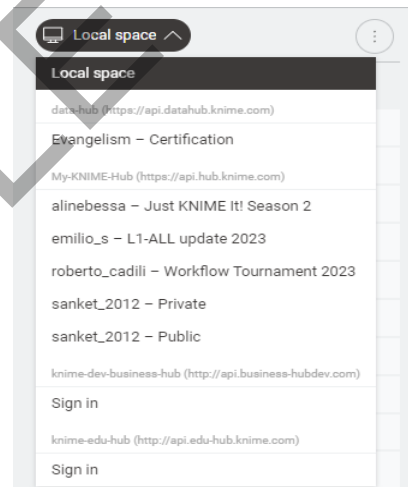 Local space
Local space
data-hub (https://api.datahub.knime.com)
Evangelism – Certification
My-KNIME-Hub (https://api.hub.knime.com)
alinebessa – Just KNIME It! Season 2
emilio_s – L1-ALL update 2023
roberto_cadili – Workflow Tournament 2023
sanket_2012 – Private
sanket_2012 – Public
knime-dev-business-hub (http://api.business-hubdev.com)
Sign in
knime-edu-hub (http://api.edu-hub.knime.com)
Sign in